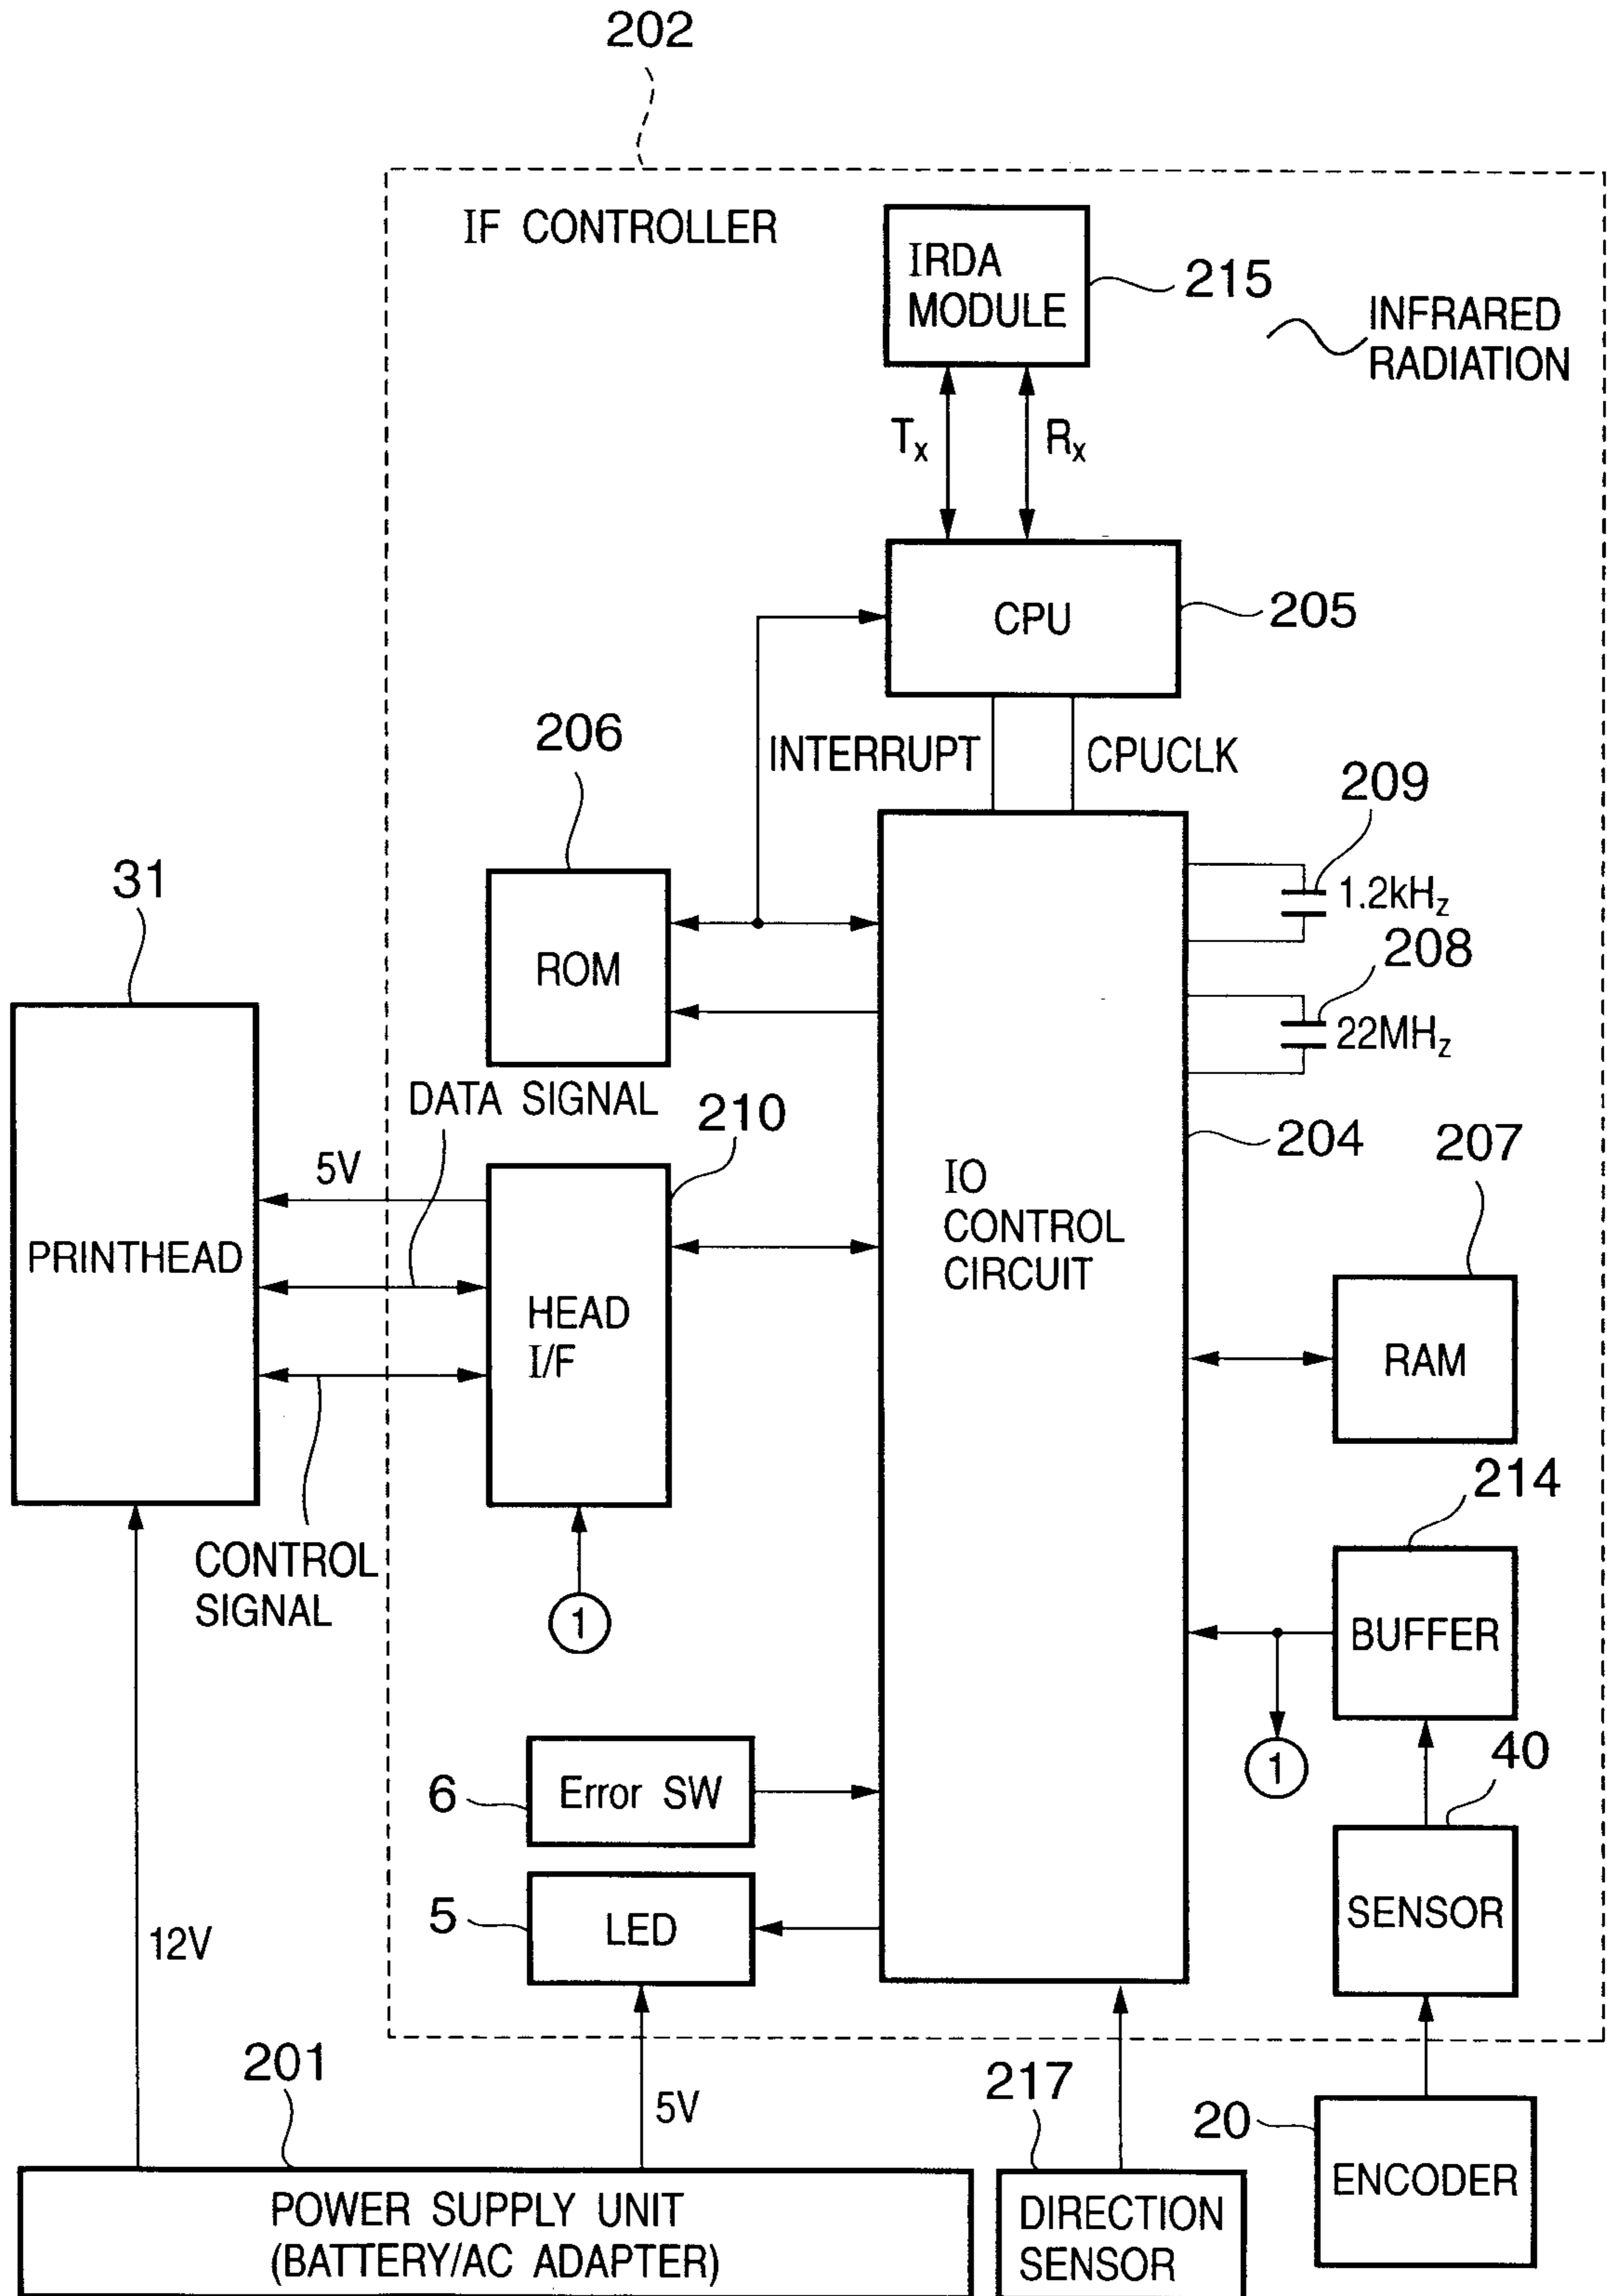 202
IF CONTROLLER
IRDA
MODULE
215
INFRARED
RADIATION
Tx
Rx
CPU
205
206
INTERRUPT
CPUCLK
209
1.2kHz
31
ROM
208
22MHz
DATA SIGNAL
210
204
207
5V
PRINTHEAD
IO
CONTROL
CIRCUIT
HEAD
I/F
RAM
214
CONTROL
SIGNAL
1
BUFFER
1
40
6
Error SW
5
LED
SENSOR
12V
201
5V
217
20
ENCODER
POWER SUPPLY UNIT
(BATTERY/AC ADAPTER)
DIRECTION
SENSOR